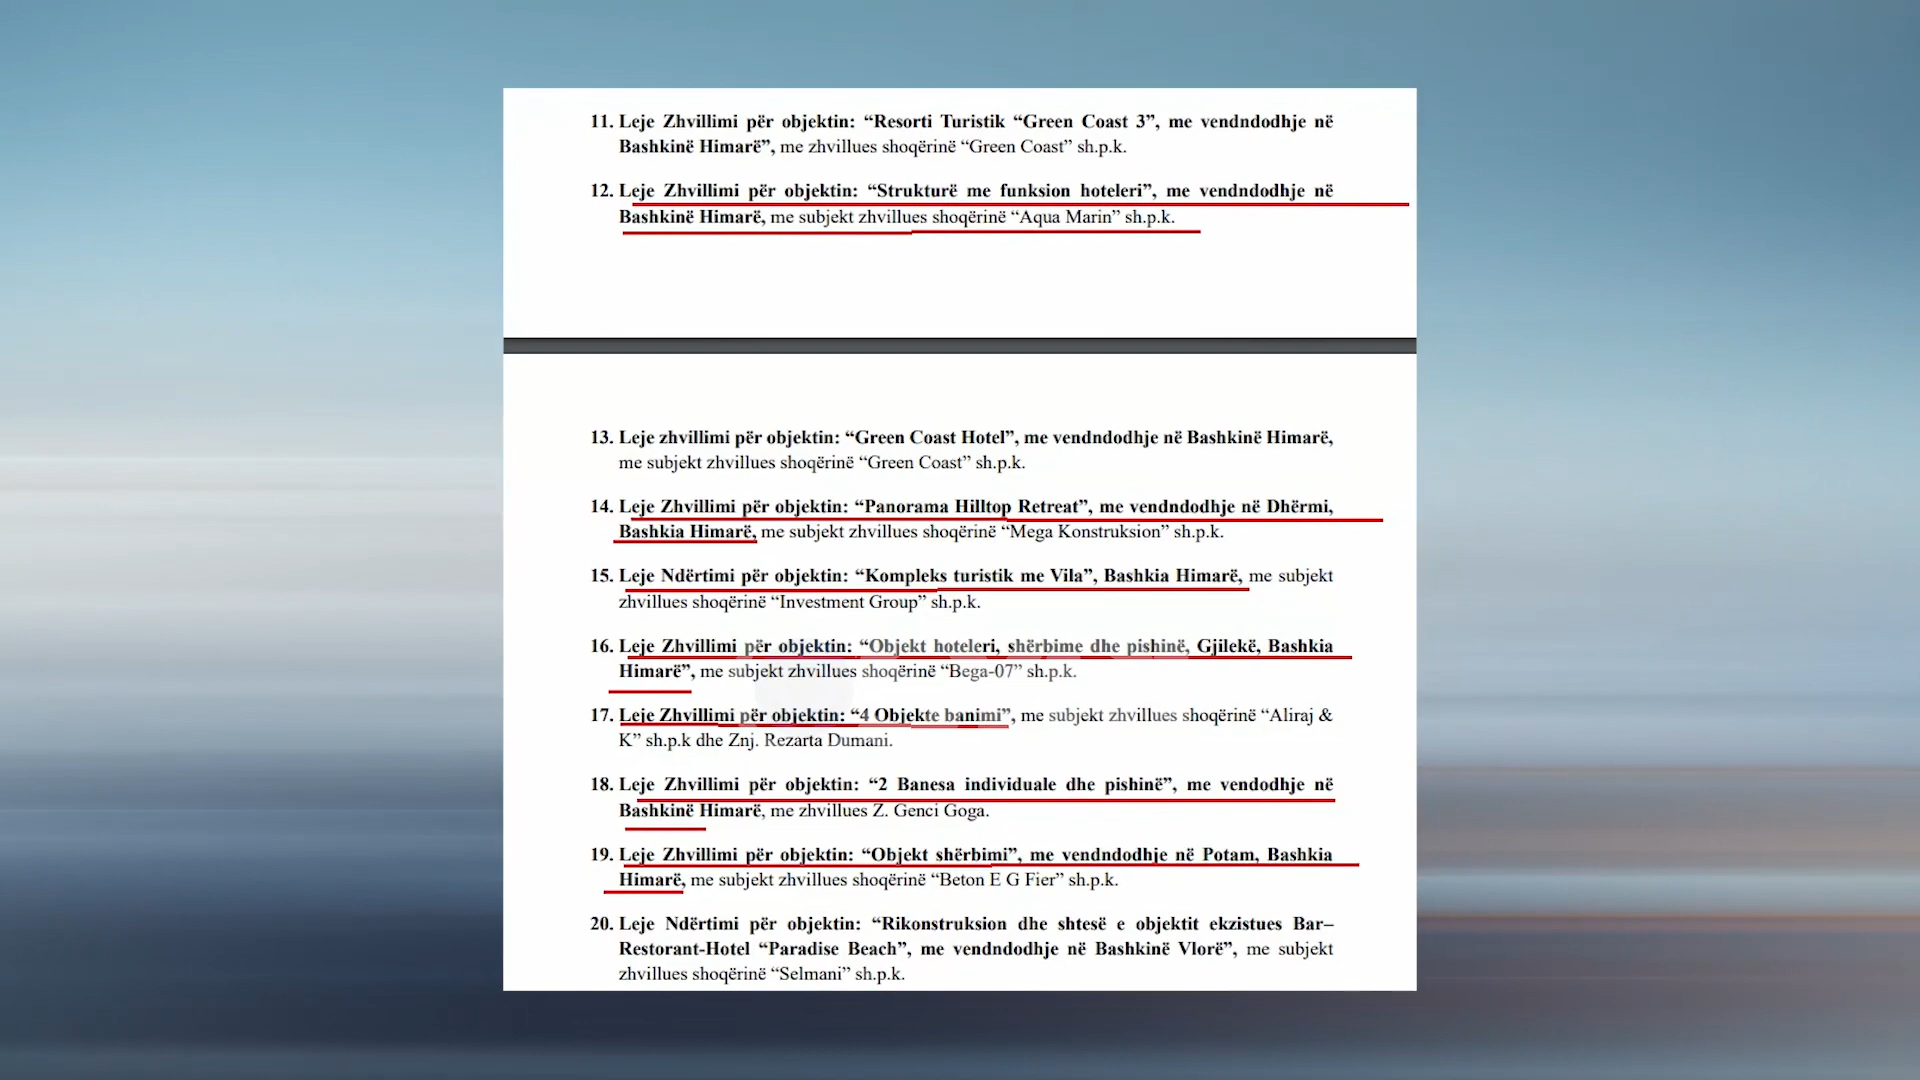 11. Leje Zhvillimi për objektin: “Resorti Turistik “Green Coast 3”, me vendndodhje në
Bashkinë Himarë”, me zhvillues shoqërinë “Green Coast” sh.p.k.
12. Leje Zhvillimi për objektin: “Strukturë me funksion hoteleri”, me vendndodhje në
Bashkinë Himarë, me subjekt zhvillues shoqërinë “Aqua Marin” sh.p.k.
13. Leje zhvillimi për objektin: “Green Coast Hotel”, me vendndodhje në Bashkinë Himarë,
me subjekt zhvillues shoqërinë “Green Coast” sh.p.k.
14. Leje Zhvillimi për objektin: “Panorama Hilltop Retreat”, me vendndodhje në Dhërmi,
Bashkia Himarë, me subjekt zhvillues shoqërinë “Mega Konstruksion” sh.p.k.
15. Leje Ndërtimi për objektin: “Kompleks turistik me Vila”, Bashkia Himarë, me subjekt
zhvillues shoqërinë “Investment Group” sh.p.k.
16. Leje Zhvillimi për objektin: “Objekt hoteleri, shërbime dhe pishinë, Gjilekë, Bashkia
Himarë”, me subjekt zhvillues shoqërinë “Bega-07” sh.p.k.
17. Leje Zhvillimi për objektin: “4 Objekte banimi”, me subjekt zhvillues shoqërinë “Aliraj &
K” sh.p.k dhe Znj. Rezarta Dumani.
18. Leje Zhvillimi për objektin: “2 Banesa individuale dhe pishinë”, me vendodhje në
Bashkinë Himarë, me zhvillues Z. Genci Goga.
19. Leje Zhvillimi për objektin: “Objekt shërbimi”, me vendndodhje në Potam, Bashkia
Himarë, me subjekt zhvillues shoqërinë “Beton E G Fier” sh.p.k.
20. Leje Ndërtimi për objektin: “Rikonstruksion dhe shtesë e objektit ekzistues Bar–
Restorant-Hotel “Paradise Beach”, me vendndodhje në Bashkinë Vlorë”, me subjekt
zhvillues shoqërinë “Selmani” sh.p.k.